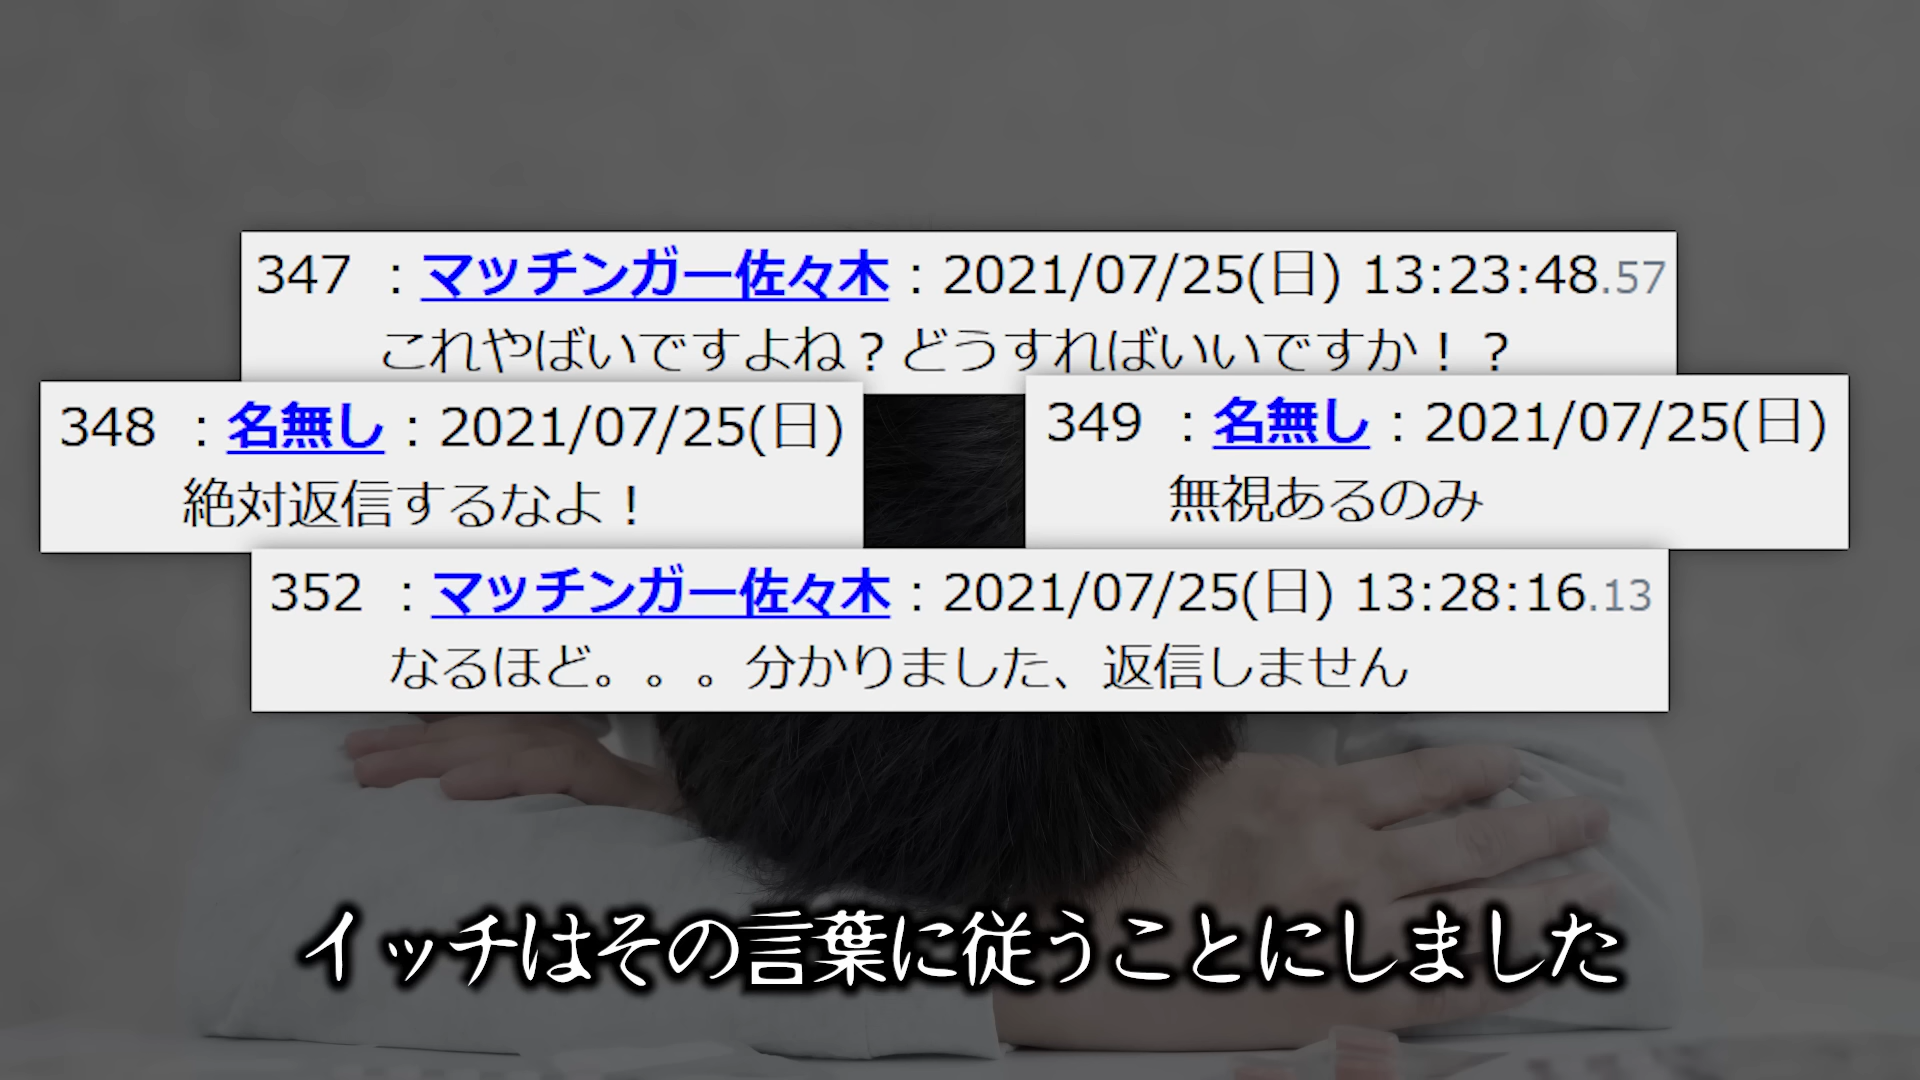 347 ：マッチンガー佐々木：2021/07/25(日) 13:23:48.57
これやばいですよね？どうすればいいですか！？
348 ：名無し：2021/07/25(日)
絶対返信するなよ！
349 ：名無し：2021/07/25(日)
無視あるのみ
352 ：マッチンガー佐々木：2021/07/25(日) 13:28:16.13
なるほど。。。分かりました、返信しません
イッチはその言葉に従うことにしました